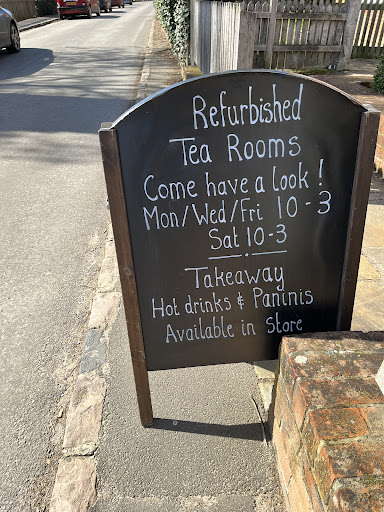 Refurbished
Tea Rooms
Come have a look!
Mon/Wed/Fri 10-3
Sat 10-3
Takeaway
Hot drinks & Paninis
Available in store